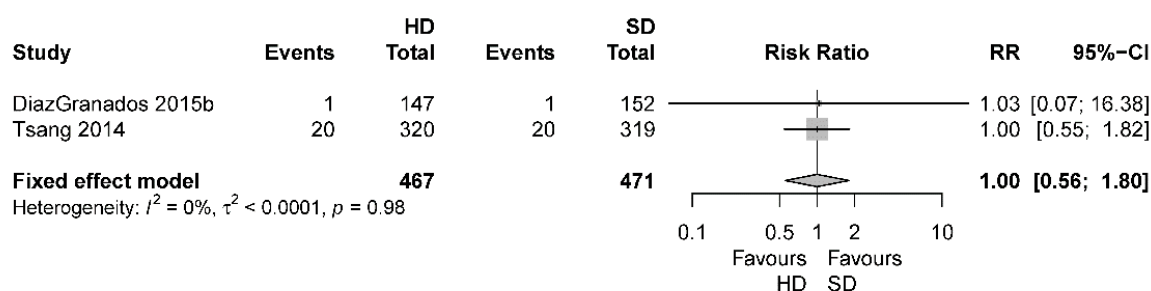 HD SD
Study Events Total Events Total Risk Ratio RR 95%−CI
DiazGranados 2015b 1 147 1 152 1.03 [0.07; 16.38]
Tsang 2014 20 320 20 319 1.00 [0.55; 1.82]
Fixed effect model 467 471 1.00 [0.56; 1.80]
Heterogeneity: I² = 0%, τ² < 0.0001, p = 0.98
0.1 0.5 1 2 10
Favours Favours
HD SD